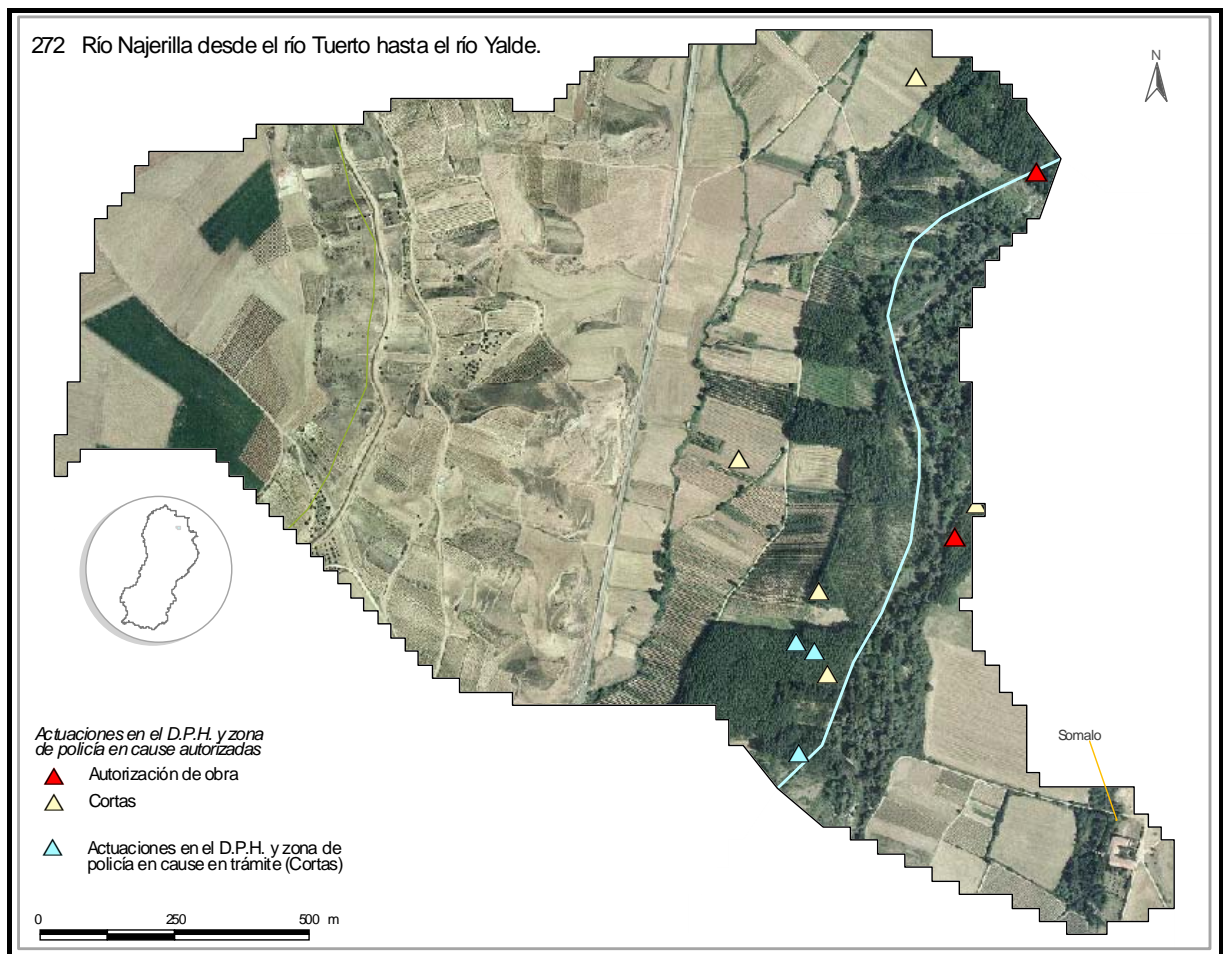 272 Río Najerilla desde el río Tuerto hasta el río Yalde.
N
Somalo
Actuaciones en el D.P.H. y zona
de policía en cause autorizadas
Autorización de obra
Cortas
Actuaciones en el D.P.H. y zona de
policía en cause en trámite (Cortas)
0 250 500 m